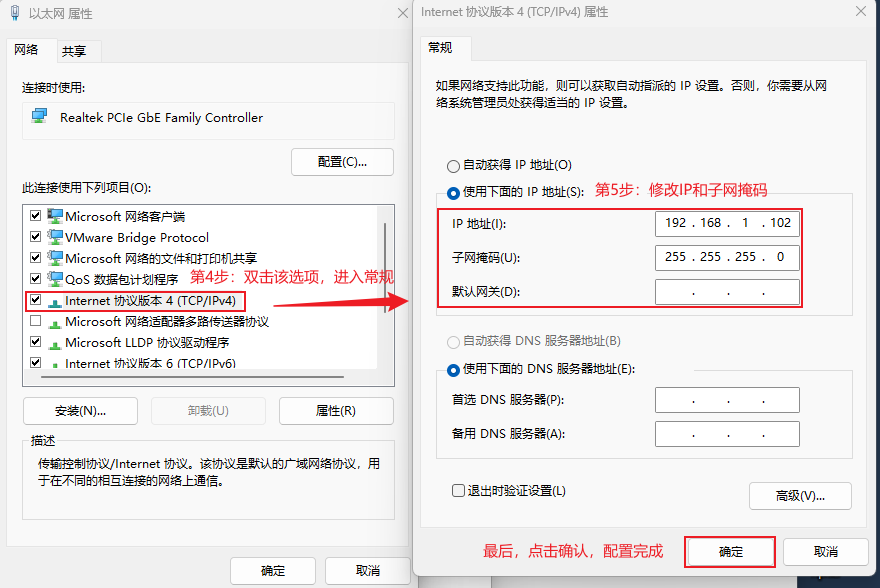 以太网 属性
网络
共享
连接时使用:
Realtek PCIe GbE Family Controller
配置(C)...
此连接使用下列项目(O):
Microsoft 网络客户端
VMware Bridge Protocol
Microsoft 网络的文件和打印机共享
QoS 数据包计划程序
第4步：双击该选项，进入常规
Internet 协议版本 4 (TCP/IPv4)
Microsoft 网络适配器多路传送器协议
Microsoft LLDP 协议驱动程序
Internet 协议版本 6 (TCP/IPv6)
安装(N)...
卸载(U)
属性(R)
描述
传输控制协议/Internet 协议。该协议是默认的广域网络协议，用
于在不同的相互连接的网络上通信。
确定
取消
Internet 协议版本 4 (TCP/IPv4) 属性
常规
如果网络支持此功能，则可以获取自动指派的 IP 设置。否则，你需要从网
络系统管理员处获得适当的 IP 设置。
自动获得 IP 地址(O)
使用下面的 IP 地址(S):
第5步：修改IP和子网掩码
IP 地址(I):
192 . 168 . 1 . 102
子网掩码(U):
255 . 255 . 255 . 0
默认网关(D):
. . .
自动获得 DNS 服务器地址(B)
使用下面的 DNS 服务器地址(E):
首选 DNS 服务器(P):
. . .
备用 DNS 服务器(A):
. . .
退出时验证设置(L)
高级(V)...
最后，点击确认，配置完成
确定
取消